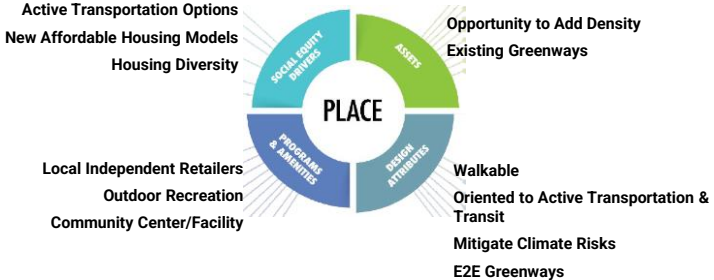 Active Transportation Options
New Affordable Housing Models
Housing Diversity
Opportunity to Add Density
Existing Greenways
SOCIAL EQUITY
DRIVERS
ASSETS
PLACE
PROGRAMS
& AMENITIES
DESIGN
ATTRIBUTES
Local Independent Retailers
Outdoor Recreation
Community Center/Facility
Walkable
Oriented to Active Transportation &
Transit
Mitigate Climate Risks
E2E Greenways